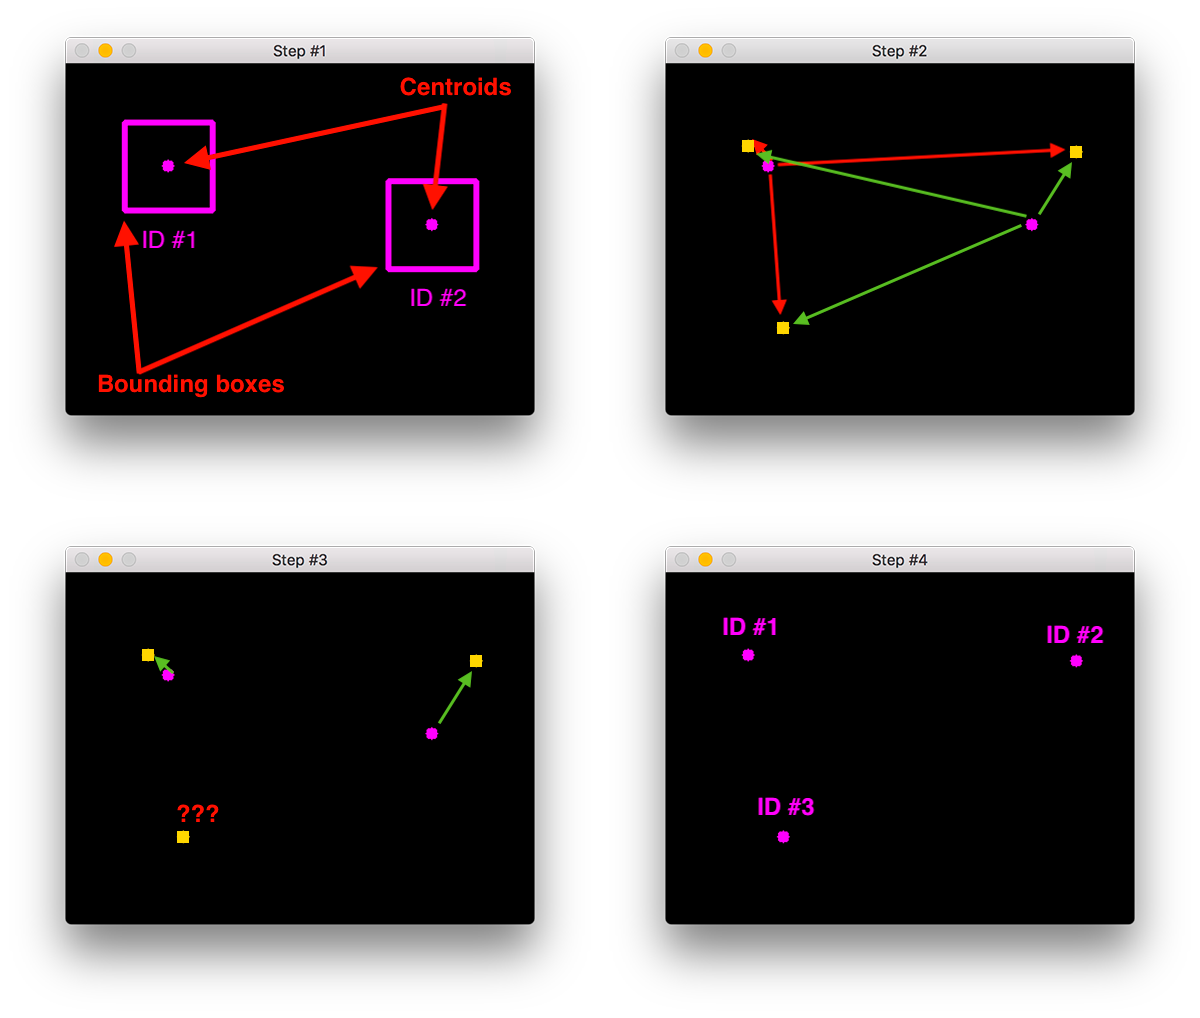 Step #1
Centroids
ID #1
ID #2
Bounding boxes
Step #2
Step #3
???
Step #4
ID #1
ID #2
ID #3